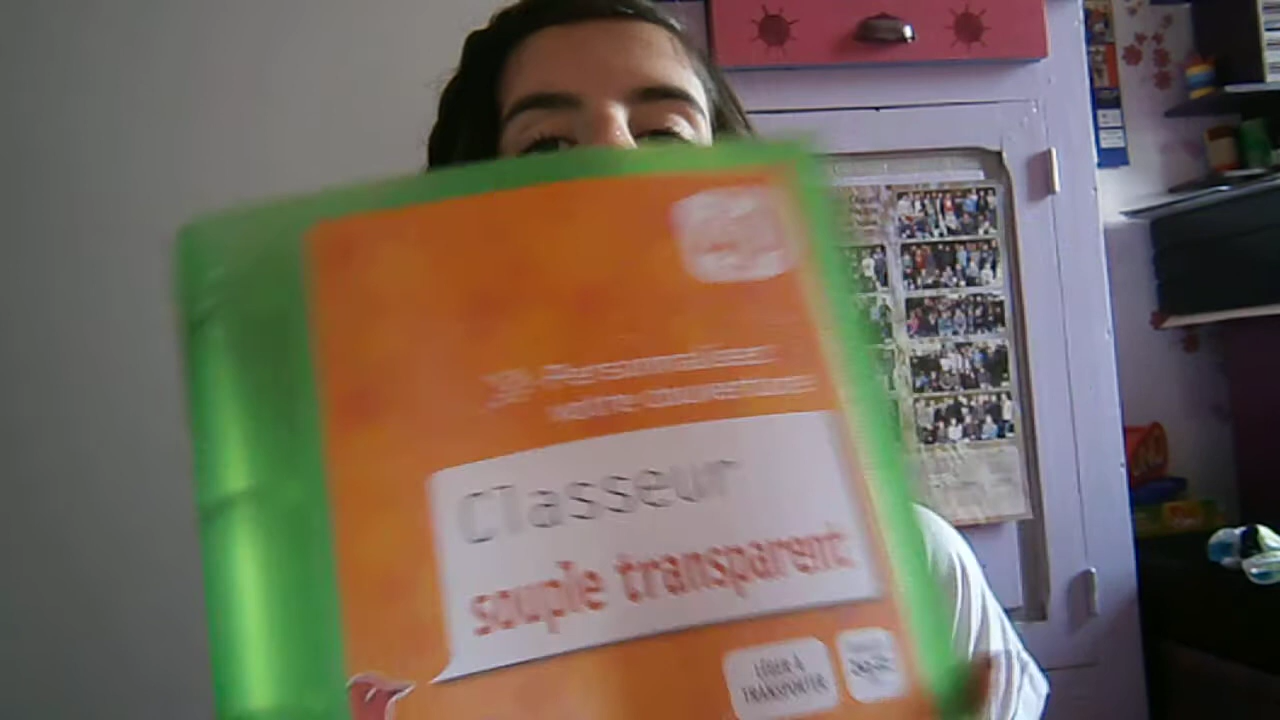 Personnalisez
votre couverture
Classeur
souple transparent
LÉGER À
TRANSPORTER